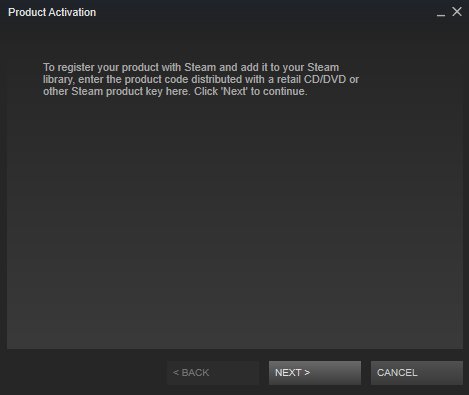 Product Activation
To register your product with Steam and add it to your Steam
library, enter the product code distributed with a retail CD/DVD or
other Steam product key here. Click 'Next' to continue.
< BACK
NEXT >
CANCEL